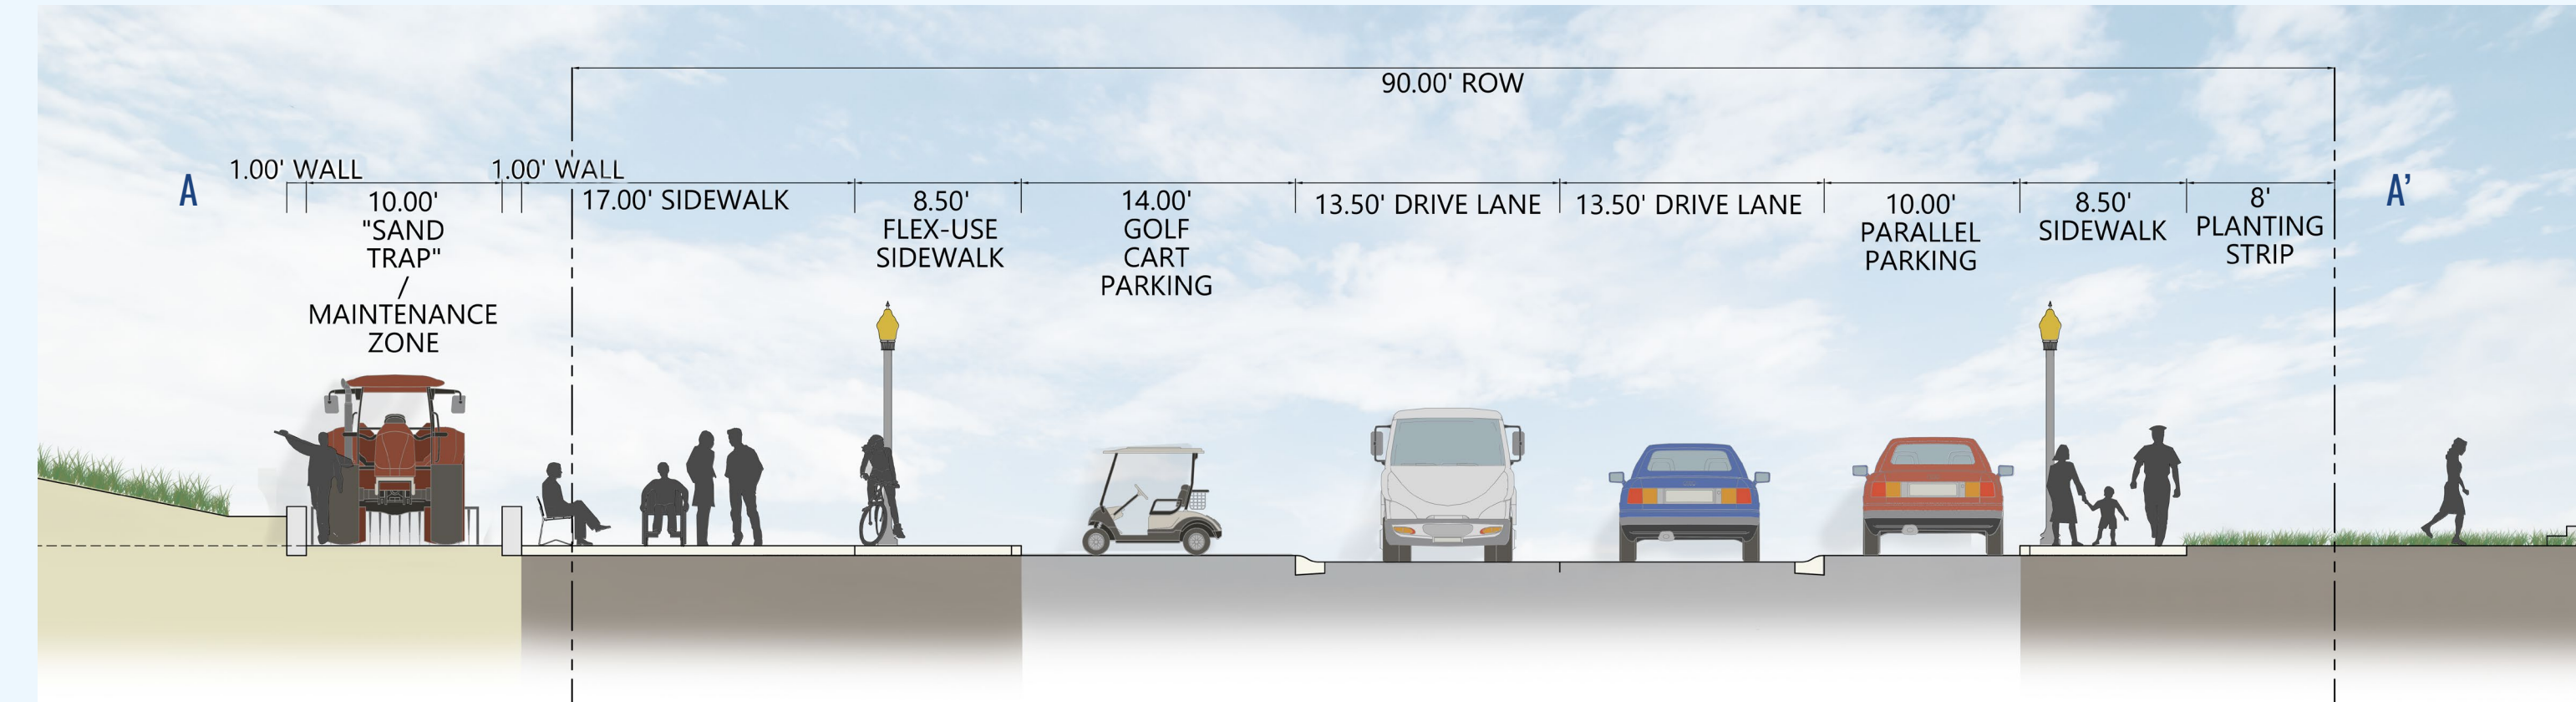 90.00' ROW
1.00' WALL
1.00' WALL
A
10.00'
"SAND
TRAP"
/
MAINTENANCE
ZONE
17.00' SIDEWALK
8.50'
FLEX-USE
SIDEWALK
14.00'
GOLF
CART
PARKING
13.50' DRIVE LANE
13.50' DRIVE LANE
10.00'
PARALLEL
PARKING
8.50'
SIDEWALK
8'
PLANTING
STRIP
A'